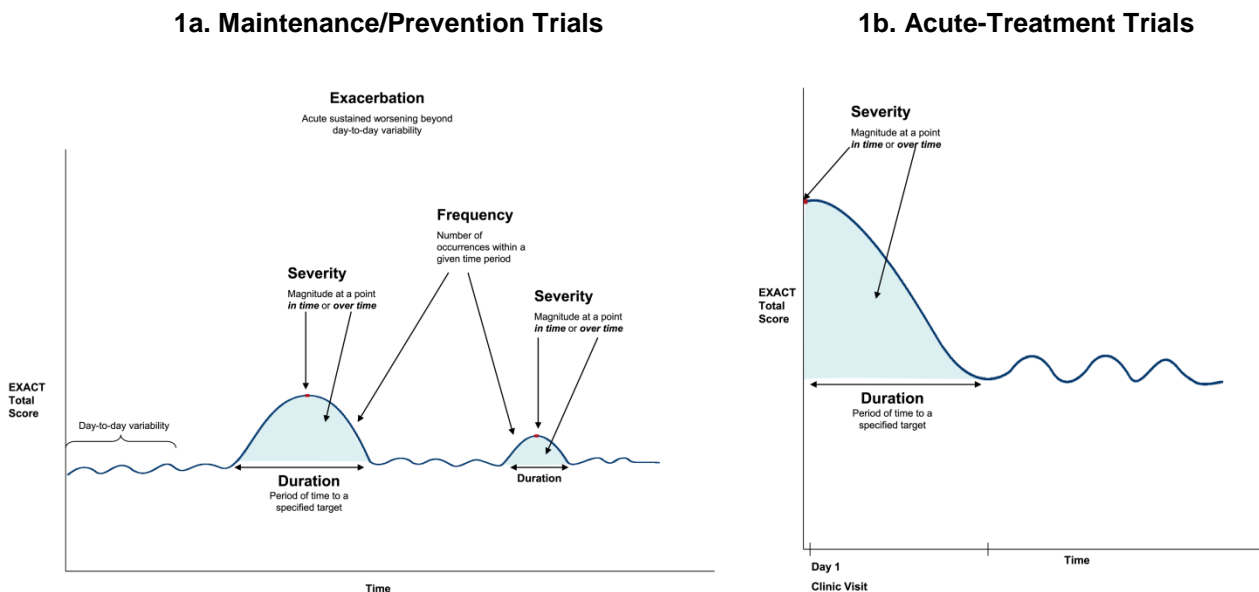 1a. Maintenance/Prevention Trials
Exacerbation
Acute sustained worsening beyond
day-to-day variability
Frequency
Number of
occurrences within a
given time period
Severity
Magnitude at a point
in time or over time
Severity
Magnitude at a point
in time or over time
EXACT
Total
Score
Day-to-day variability
Duration
Period of time to a
specified target
Duration
Time
1b. Acute-Treatment Trials
Severity
Magnitude at a point
in time or over time
EXACT
Total
Score
Duration
Period of time to a
specified target
Day 1
Clinic Visit
Time